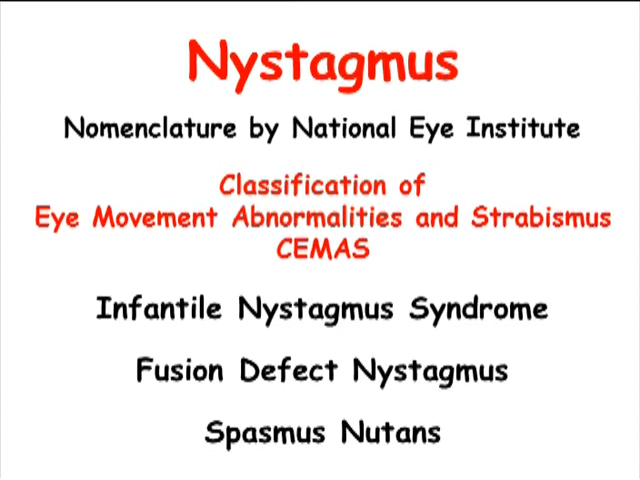 Nystagmus
Nomenclature by National Eye Institute
Classification of
Eye Movement Abnormalities and Strabismus
CEMAS
Infantile Nystagmus Syndrome
Fusion Defect Nystagmus
Spasmus Nutans